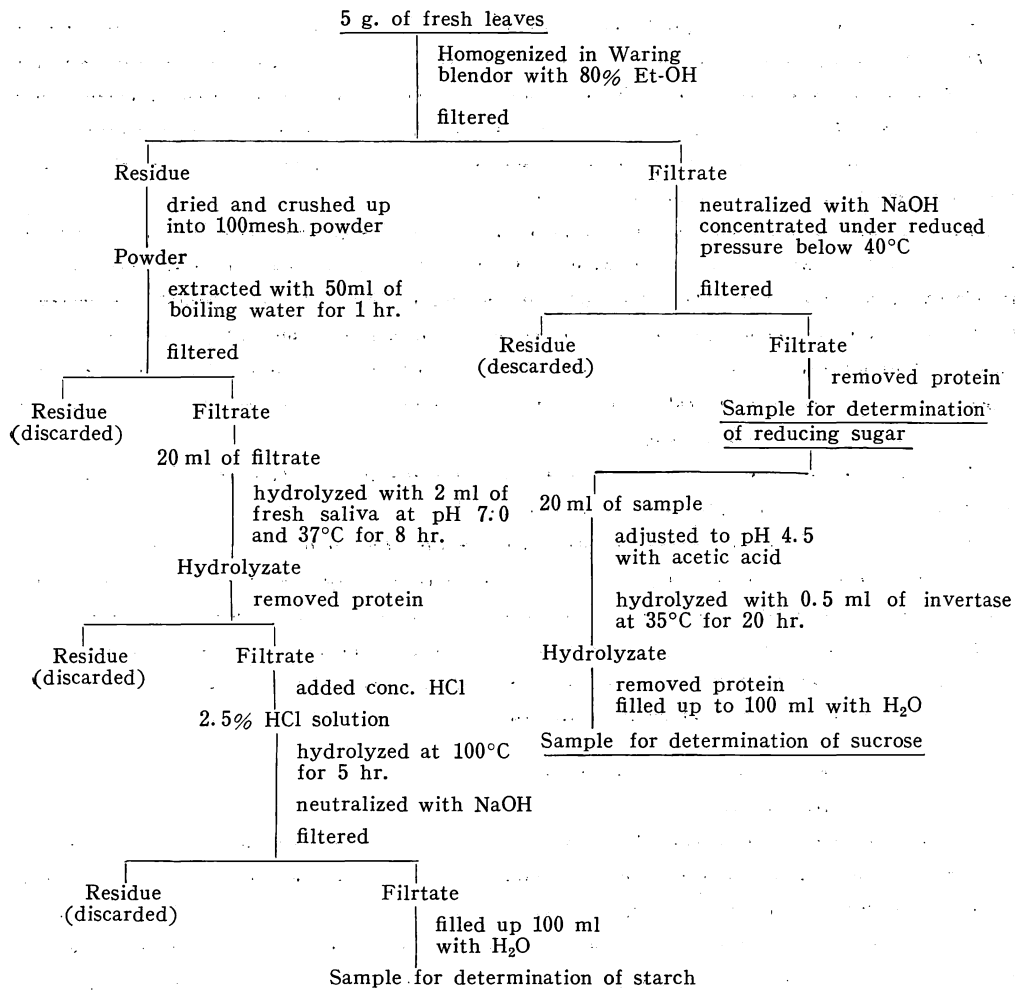 5 g. of fresh leaves
Homogenized in Waring
blendor with 80% Et-OH
filtered
Residue
dried and crushed up
into 100mesh powder
Powder
extracted with 50ml of
boiling water for 1 hr.
filtered
Residue
(discarded)
Filtrate
20 ml of filtrate
hydrolyzed with 2 ml of
fresh saliva at pH 7.0
and 37°C for 8 hr.
Hydrolyzate
removed protein
Residue
(discarded)
Filtrate
added conc. HCl
2.5% HCl solution
hydrolyzed at 100°C
for 5 hr.
neutralized with NaOH
filtered
Residue
(discarded)
Filrtate
filled up 100 ml
with H₂O
Sample for determination of starch
Filtrate
neutralized with NaOH
concentrated under reduced
pressure below 40°C
filtered
Residue
(descarded)
Filtrate
removed protein
Sample for determination
of reducing sugar
20 ml of sample
adjusted to pH 4.5
with acetic acid
hydrolyzed with 0.5 ml of invertase
at 35°C for 20 hr.
Hydrolyzate
removed protein
filled up to 100 ml with H₂O
Sample for determination of sucrose